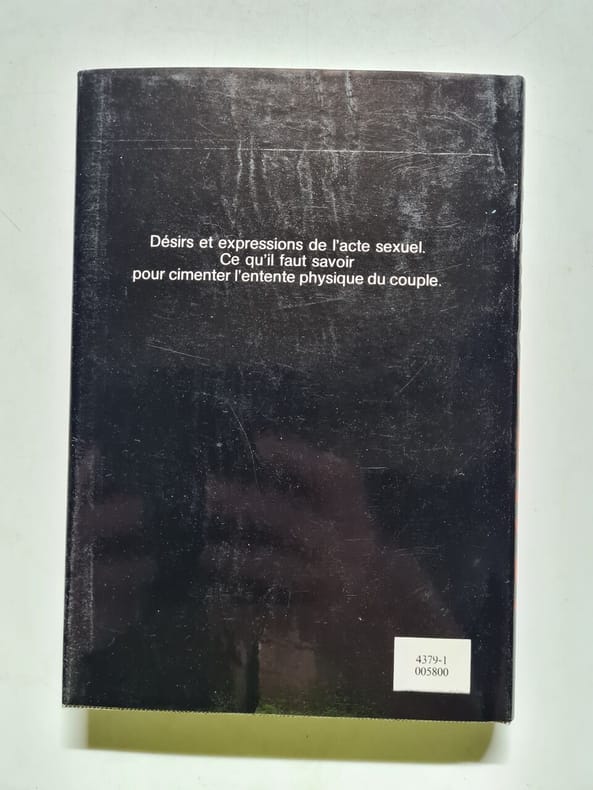 Désirs et expressions de l'acte sexuel.
Ce qu'il faut savoir
pour cimenter l'entente physique du couple.
4379-1
005800